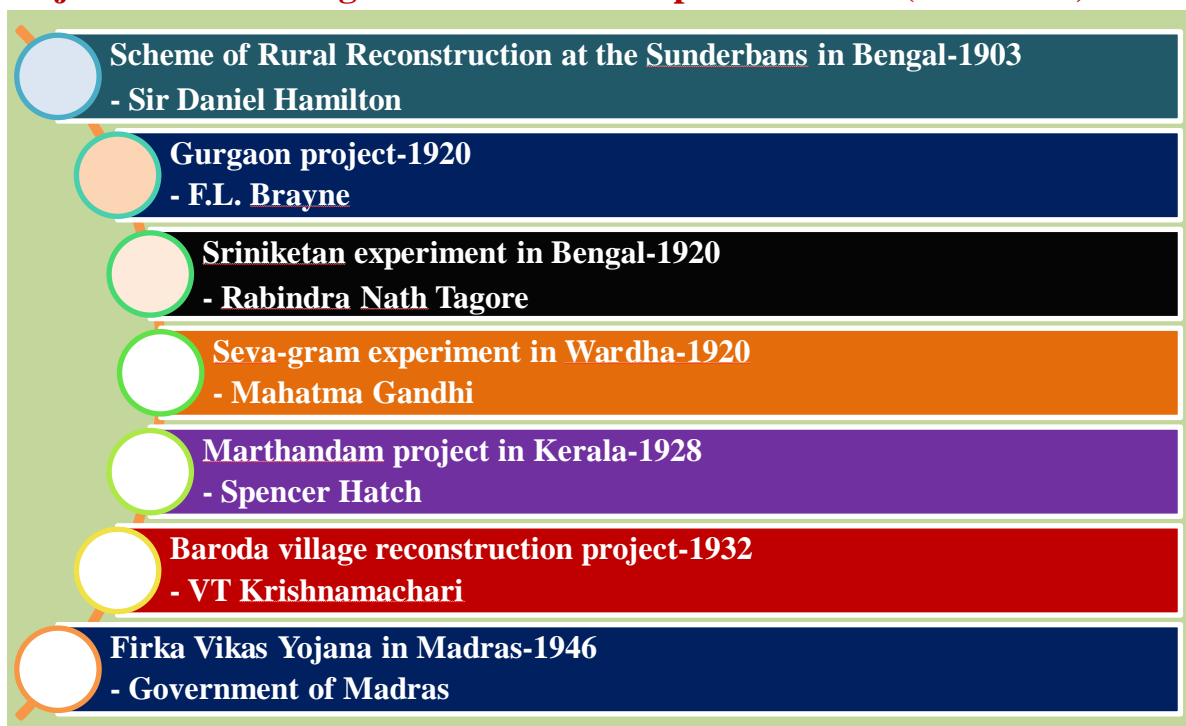 Scheme of Rural Reconstruction at the Sunderbans in Bengal-1903
- Sir Daniel Hamilton
Gurgaon project-1920
- F.L. Brayne
Sriniketan experiment in Bengal-1920
- Rabindra Nath Tagore
Seva-gram experiment in Wardha-1920
- Mahatma Gandhi
Marthandam project in Kerala-1928
- Spencer Hatch
Baroda village reconstruction project-1932
- VT Krishnamachari
Firka Vikas Yojana in Madras-1946
- Government of Madras